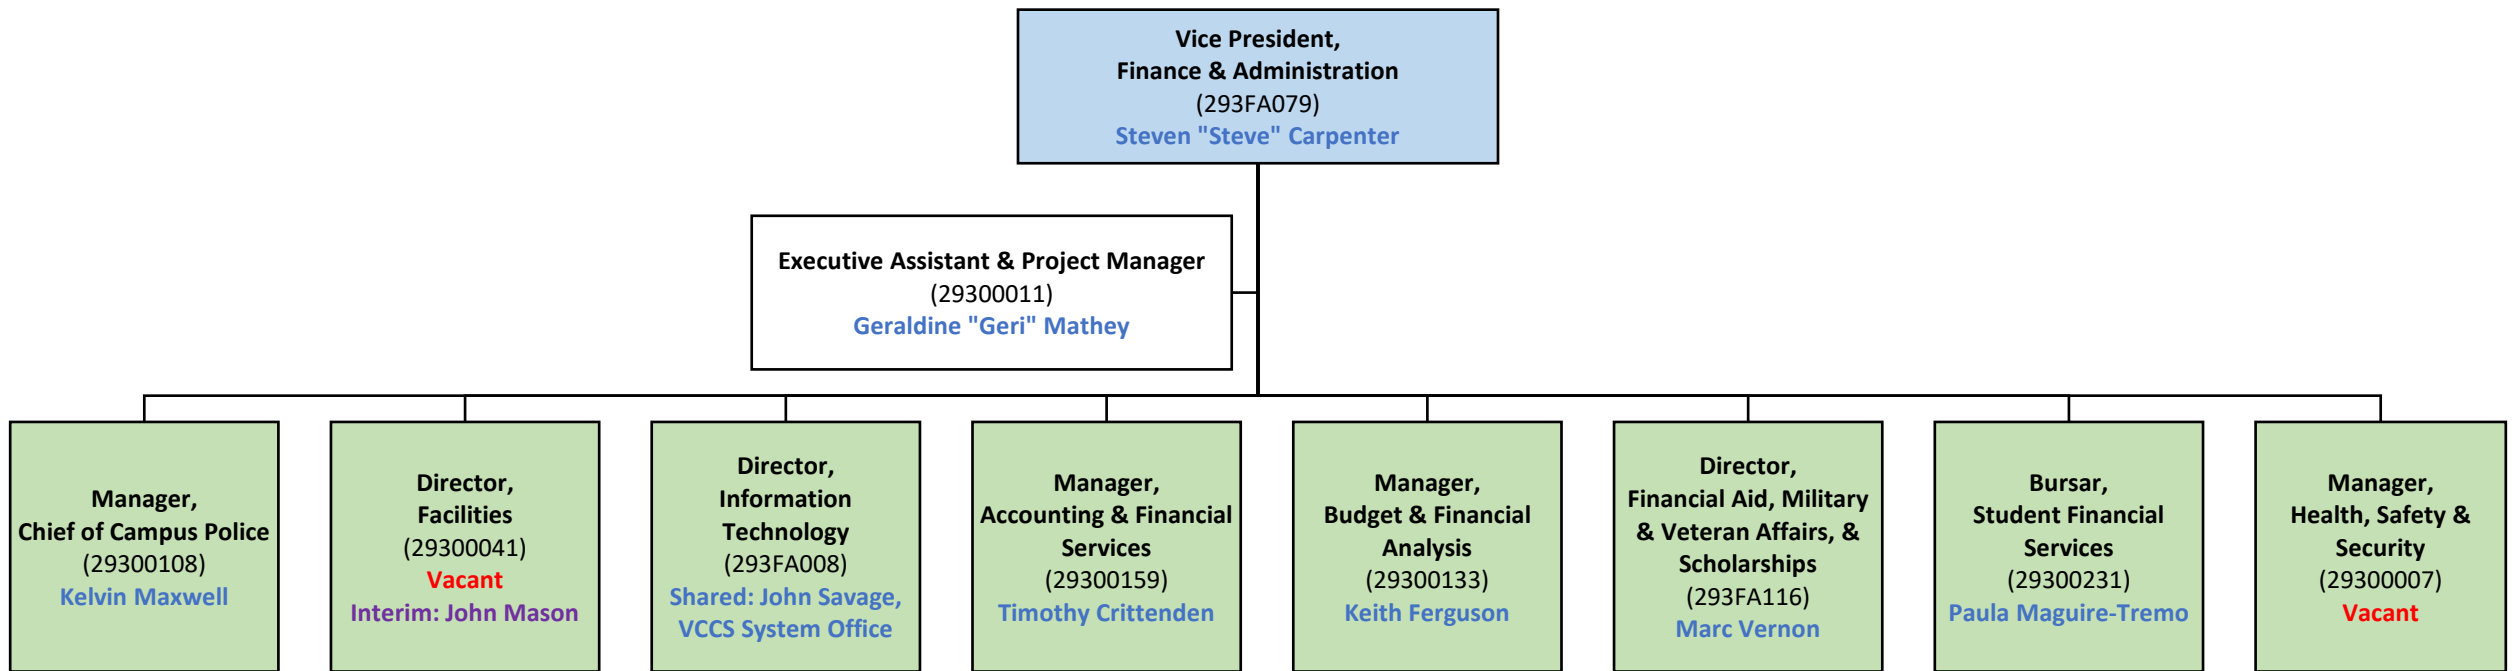 Vice President,
Finance & Administration
(293FA079)
Steven "Steve" Carpenter
Executive Assistant & Project Manager
(29300011)
Geraldine "Geri" Mathey
Manager,
Chief of Campus Police
(29300108)
Kelvin Maxwell
Director,
Facilities
(29300041)
Vacant
Interim: John Mason
Director,
Information
Technology
(293FA008)
Shared: John Savage,
VCCS System Office
Manager,
Accounting & Financial
Services
(29300159)
Timothy Crittenden
Manager,
Budget & Financial
Analysis
(29300133)
Keith Ferguson
Director,
Financial Aid, Military
& Veteran Affairs, &
Scholarships
(293FA116)
Marc Vernon
Bursar,
Student Financial
Services
(29300231)
Paula Maguire-Tremo
Manager,
Health, Safety &
Security
(29300007)
Vacant